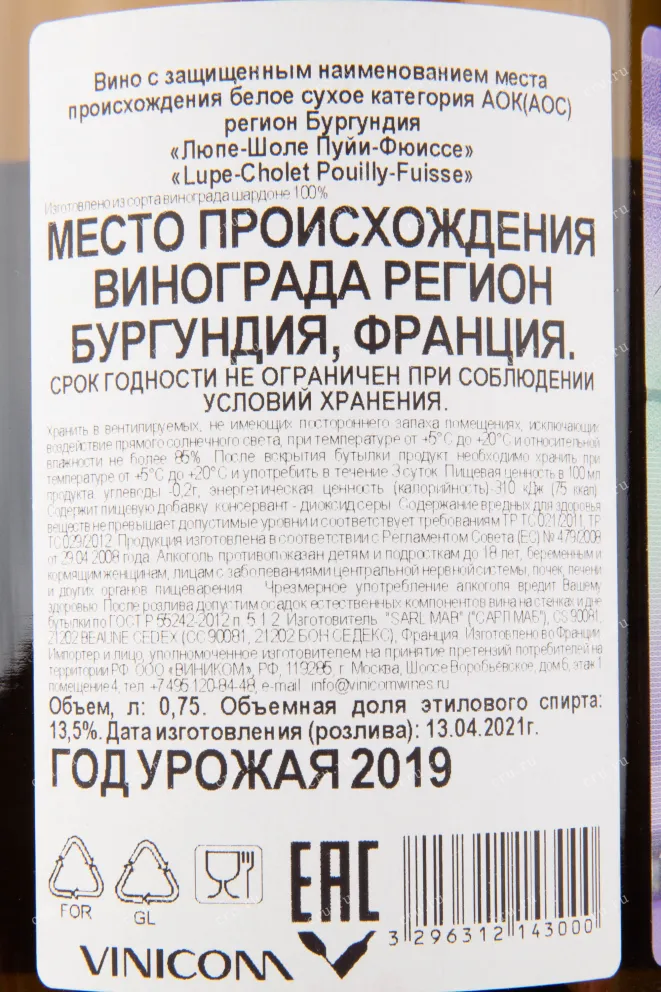 Вино с защищенным наименованием места
происхождения белое сухое категория АОК(АОС)
регион Бургундия
«Люпе-Шоле Пуйи-Фюиссе»
«Lupe-Cholet Pouilly-Fuisse»
Изготовлено из сорта винограда шардоне 100%
МЕСТО ПРОИСХОЖДЕНИЯ
ВИНОГРАДА РЕГИОН
БУРГУНДИЯ, ФРАНЦИЯ.
СРОК ГОДНОСТИ НЕ ОГРАНИЧЕН ПРИ СОБЛЮДЕНИИ
УСЛОВИЙ ХРАНЕНИЯ.
Хранить в вентилируемых, не имеющих постороннего запаха помещениях, исключающих
воздействие прямого солнечного света, при температуре от +5°С до +20°С и относительной
влажности не более 85%. После вскрытия бутылки продукт необходимо хранить при
температуре от +5°С до +20°С и употребить в течение 3 суток. Пищевая ценность в 100 мл
продукта: углеводы -0,2г, энергетическая ценность (калорийность)-310 кДж (75 ккал).
Содержит пищевую добавку консервант - диоксид серы. Содержание вредных для здоровья
веществ не превышает допустимые уровни и соответствует требованиям ТР ТС 021/2011, ТР
ТС 029/2012. Продукция изготовлена в соответствии с Регламентом Совета (ЕС) № 479/2008
от 29.04.2008 года. Алкоголь противопоказан детям и подросткам до 18 лет, беременным и
кормящим женщинам, лицам с заболеваниями центральной нервной системы, почек, печени
и других органов пищеварения. Чрезмерное употребление алкоголя вредит Вашему
здоровью. После розлива допустим осадок естественных компонентов вина на стенках и дне
бутылки по ГОСТ Р 55242-2012 п. 5.1.2. Изготовитель: "SARL MAB" ("САРЛ МАБ"), CS 90081,
21202 BEAUNE CEDEX (СС 90081, 21202 БОН СЕДЕКС), Франция. Изготовлено во Франции.
Импортер и лицо, уполномоченное изготовителем на принятие претензий потребителей на
территории РФ: ООО «ВИНИКОМ», РФ, 119285, г. Москва, Шоссе Воробьёвское, дом 6, этаж 1
помещение 4, тел. +7 495 120-84-48, e-mail: info@vinicomwines.ru
Объем, л: 0,75. Объемная доля этилового спирта:
13,5%. Дата изготовления (розлива): 13.04.2021г.
ГОД УРОЖАЯ 2019
FOR GL
EAC
3 296312 143000
VINICOM